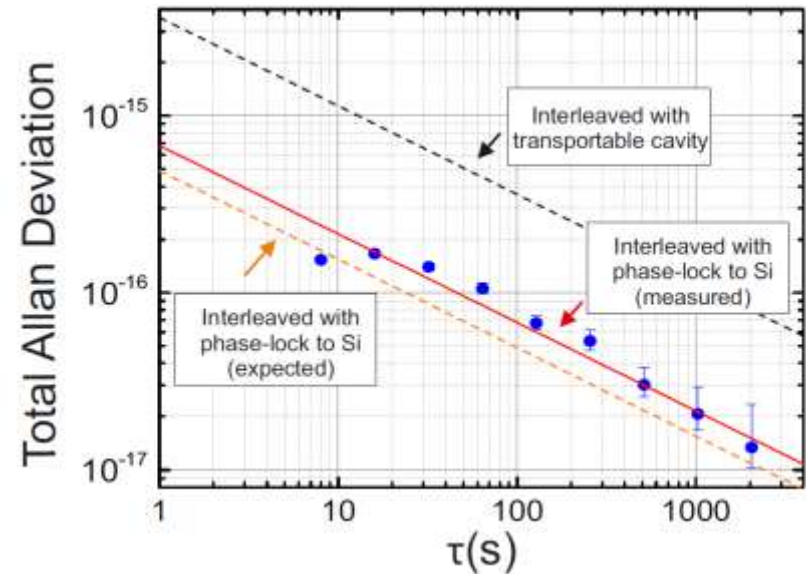 Total Allan Deviation
10⁻¹⁵
10⁻¹⁶
10⁻¹⁷
Interleaved with
transportable cavity
Interleaved with
phase-lock to Si
(measured)
Interleaved with
phase-lock to Si
(expected)
1 10 100 1000
τ(s)